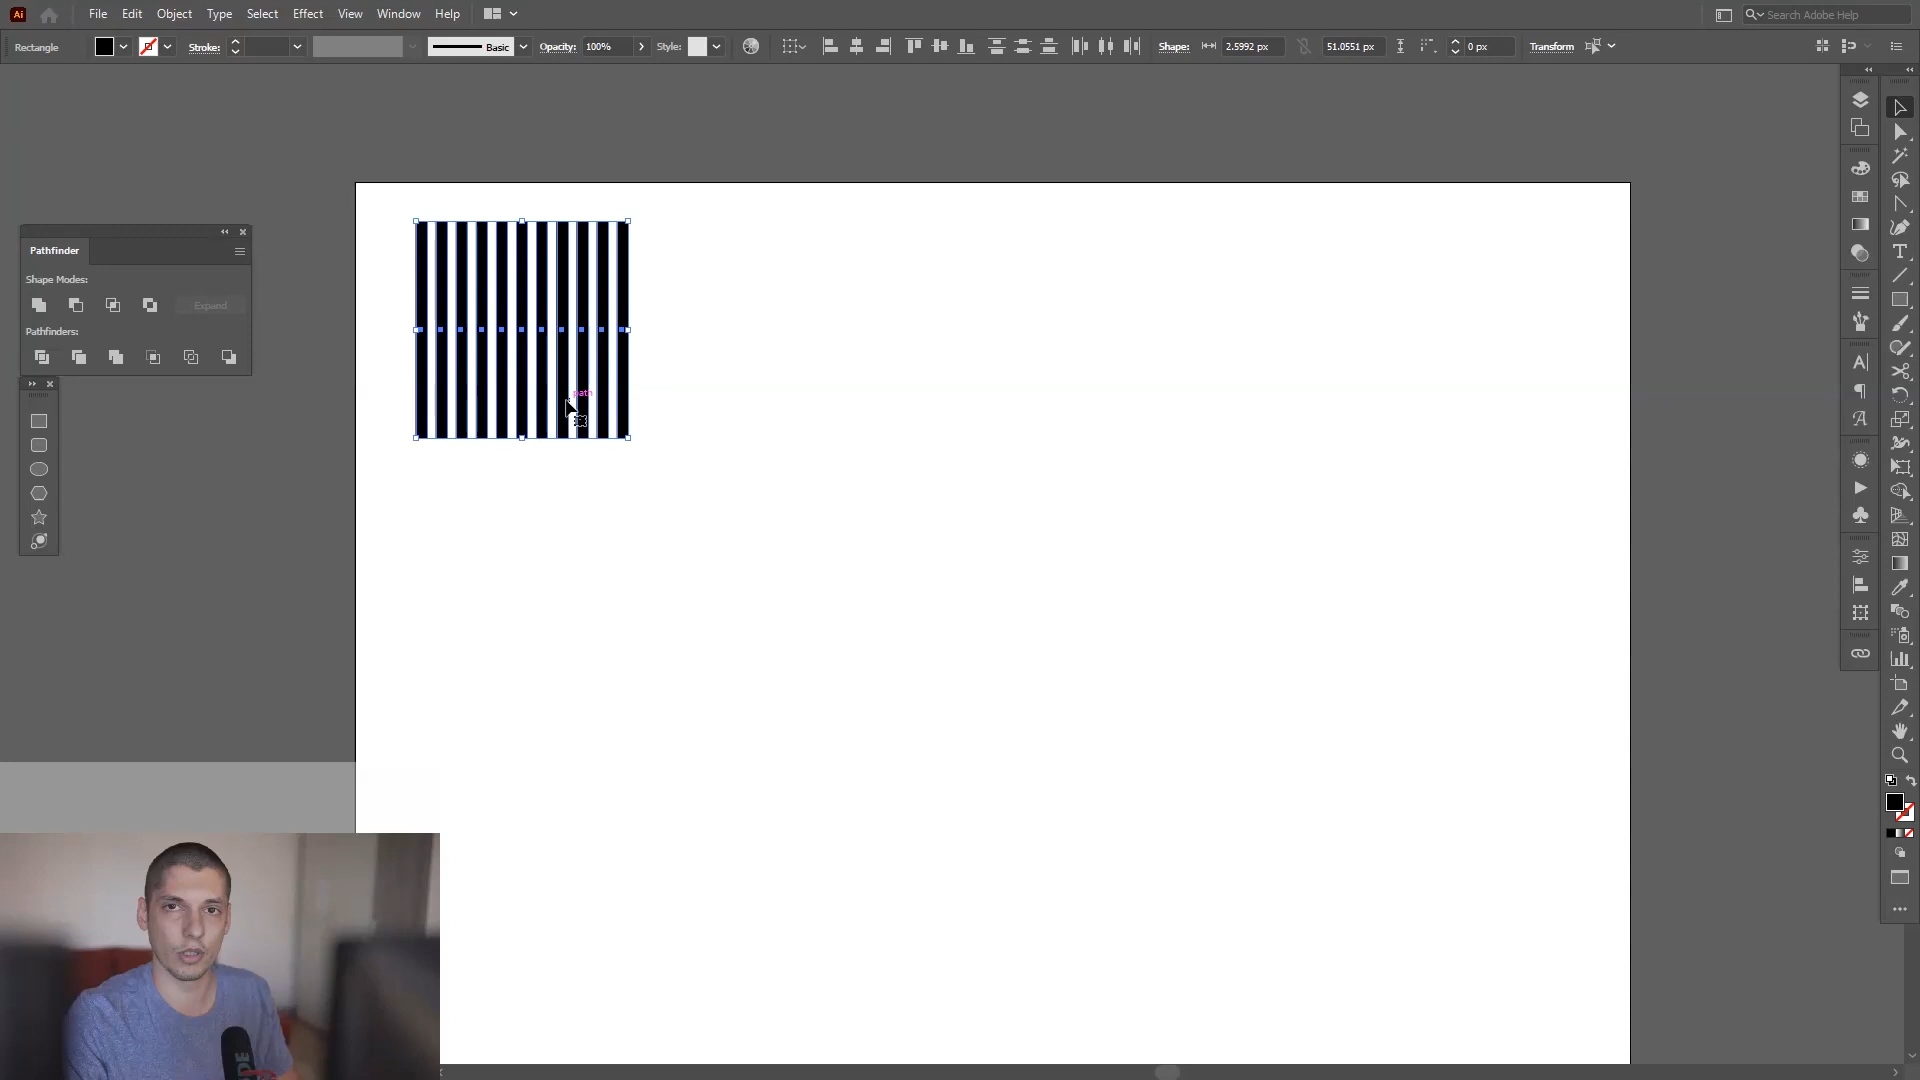 Ai
File Edit Object Type Select Effect View Window Help
Search Adobe Help
Rectangle
Stroke:
Basic
Opacity: 100%
Style:
Shape: 2.5992 px 51.0551 px 0 px
Transform
Pathfinder
Shape Modes:
Expand
Pathfinders:
path